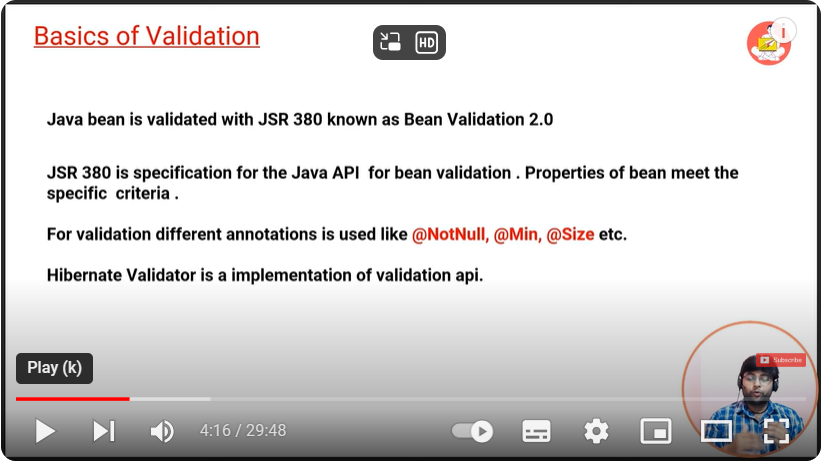 Basics of Validation
HD
i
Java bean is validated with JSR 380 known as Bean Validation 2.0
JSR 380 is specification for the Java API for bean validation . Properties of bean meet the
specific criteria .
For validation different annotations is used like @NotNull, @Min, @Size etc.
Hibernate Validator is a implementation of validation api.
Subscribe
Play (k)
4:16 / 29:48